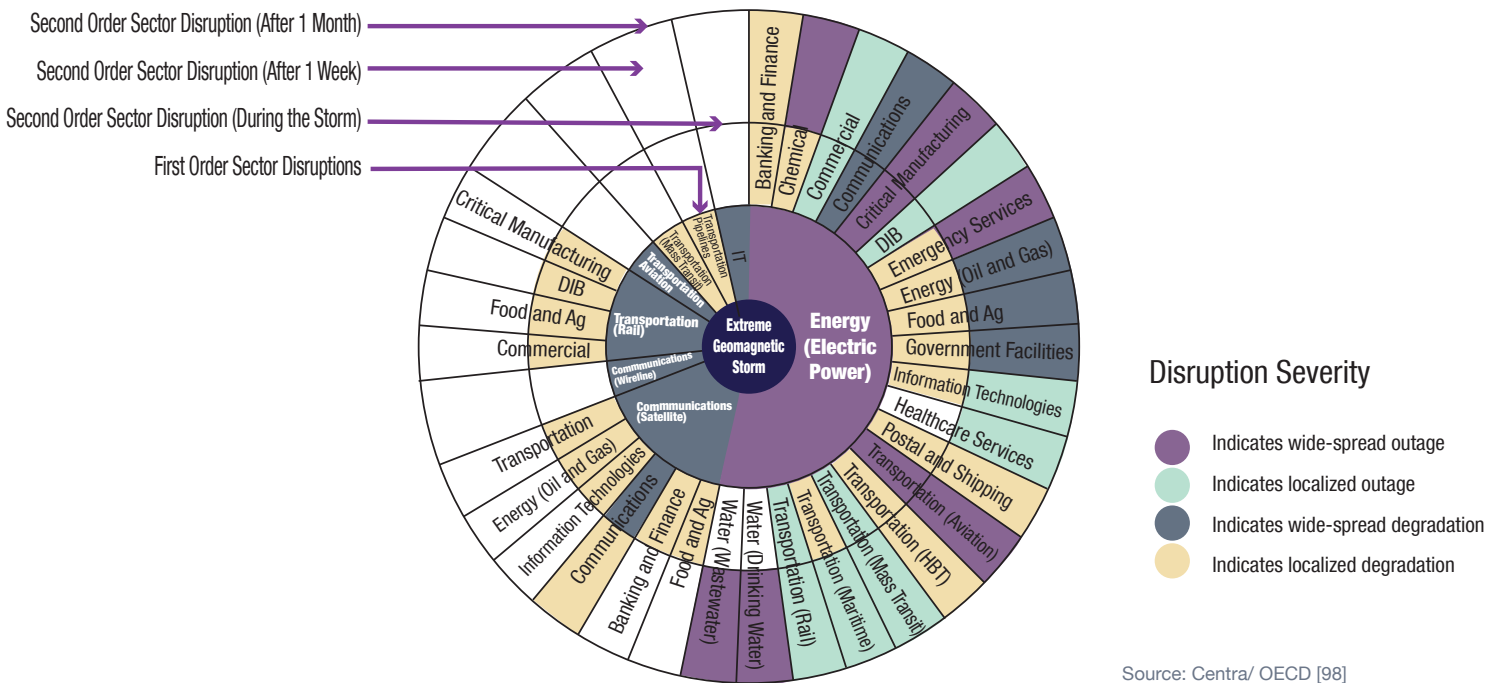 Second Order Sector Disruption (After 1 Month)
Second Order Sector Disruption (After 1 Week)
Second Order Sector Disruption (During the Storm)
First Order Sector Disruptions
Banking and Finance
Chemical
Commercial
Communications
Critical Manufacturing
DIB
Emergency Services
Energy (Oil and Gas)
Food and Ag
Government Facilities
Information Technologies
Healthcare Services
Postal and Shipping
Transportation (Aviation)
Transportation (HBT)
Transportation (Mass Transit)
Transportation (Maritime)
Transportation (Rail)
Water (Drinking Water)
Water (Wastewater)
Food and Ag
Banking and Finance
Communications
Information Technologies
Energy (Oil and Gas)
Transportation
Commercial
Food and Ag
DIB
Critical Manufacturing
IT
Transportation
Pipelines
Transportation
(Mass Transit)
Transportation
Aviation
Transportation
(Rail)
Commmunications
(Wireline)
Commmunications
(Satellite)
Extreme
Geomagnetic
Storm
Energy
(Electric
Power)
Disruption Severity
Indicates wide-spread outage
Indicates localized outage
Indicates wide-spread degradation
Indicates localized degradation
Source: Centra/ OECD [98]